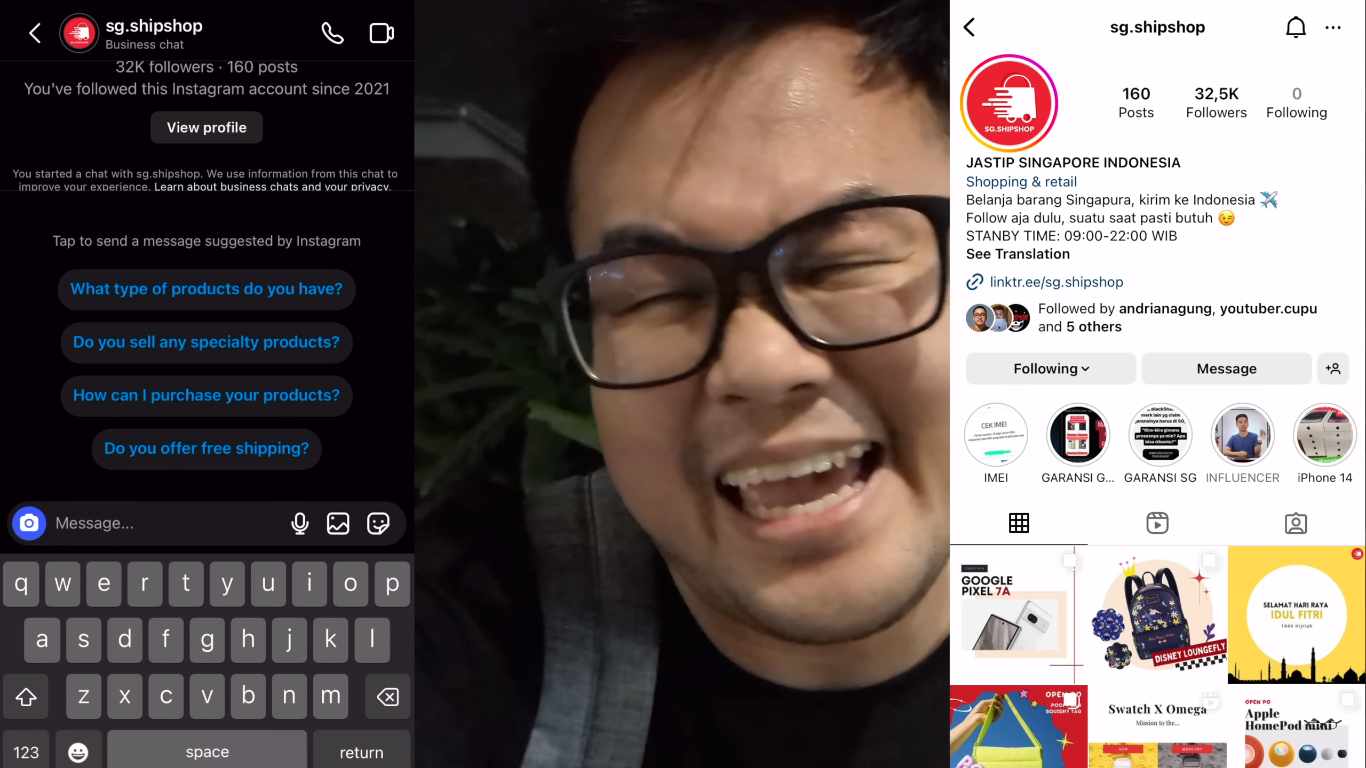 sg.shipshop
Business chat
32K followers · 160 posts
You've followed this Instagram account since 2021
View profile
You started a chat with sg.shipshop. We use information from this chat to
improve your experience. Learn about business chats and your privacy.
Tap to send a message suggested by Instagram
What type of products do you have?
Do you sell any specialty products?
How can I purchase your products?
Do you offer free shipping?
Message...
q w e r t y u i o p
a s d f g h j k l
z x c v b n m
123 space return
sg.shipshop
SG.SHIPSHOP
160 32,5K 0
Posts Followers Following
JASTIP SINGAPORE INDONESIA
Shopping & retail
Belanja barang Singapura, kirim ke Indonesia ✈️
Follow aja dulu, suatu saat pasti butuh 😉
STANBY TIME: 09:00-22:00 WIB
See Translation
linktr.ee/sg.shipshop
Followed by andrianagung, youtuber.cupu
and 5 others
Following Message
CEK IMEI
IMEI GARANSI G... GARANSI SG INFLUENCER iPhone 14
GOOGLE
PIXEL 7A
DISNEY LOUNGEFLY
SELAMAT HARI RAYA
IDUL FITRI
OPEN PO
Swatch X Omega
Mission to the...
OPEN PO
Apple
HomePod mini